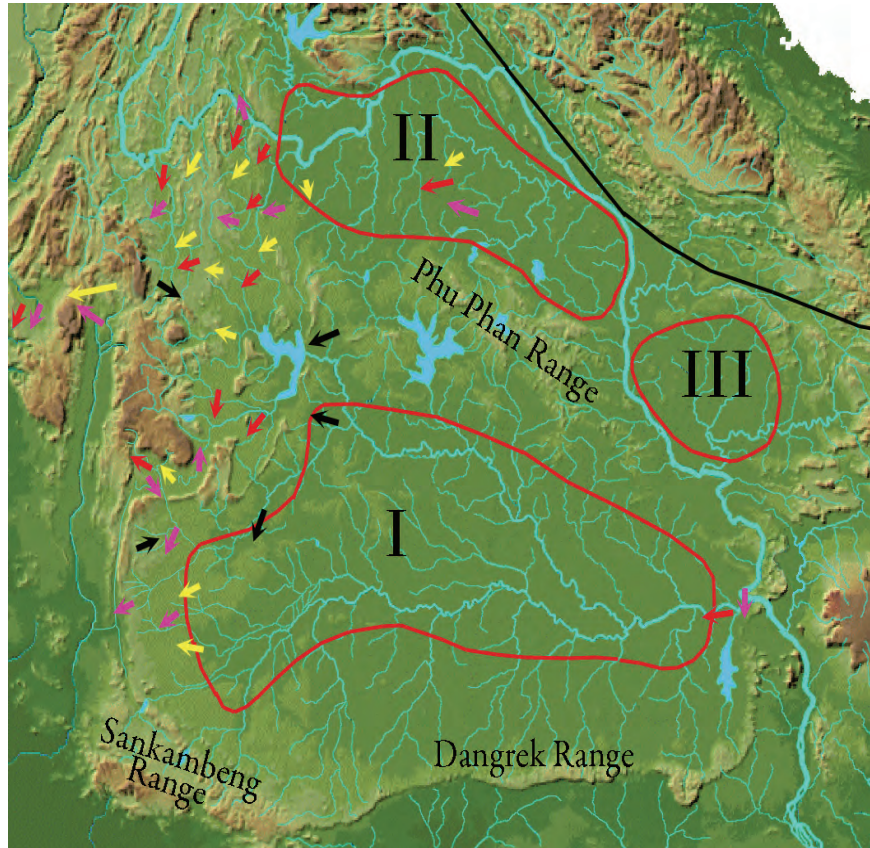 II
Phu Phan Range
III
I
Sankambeng
Range
Dangrek Range